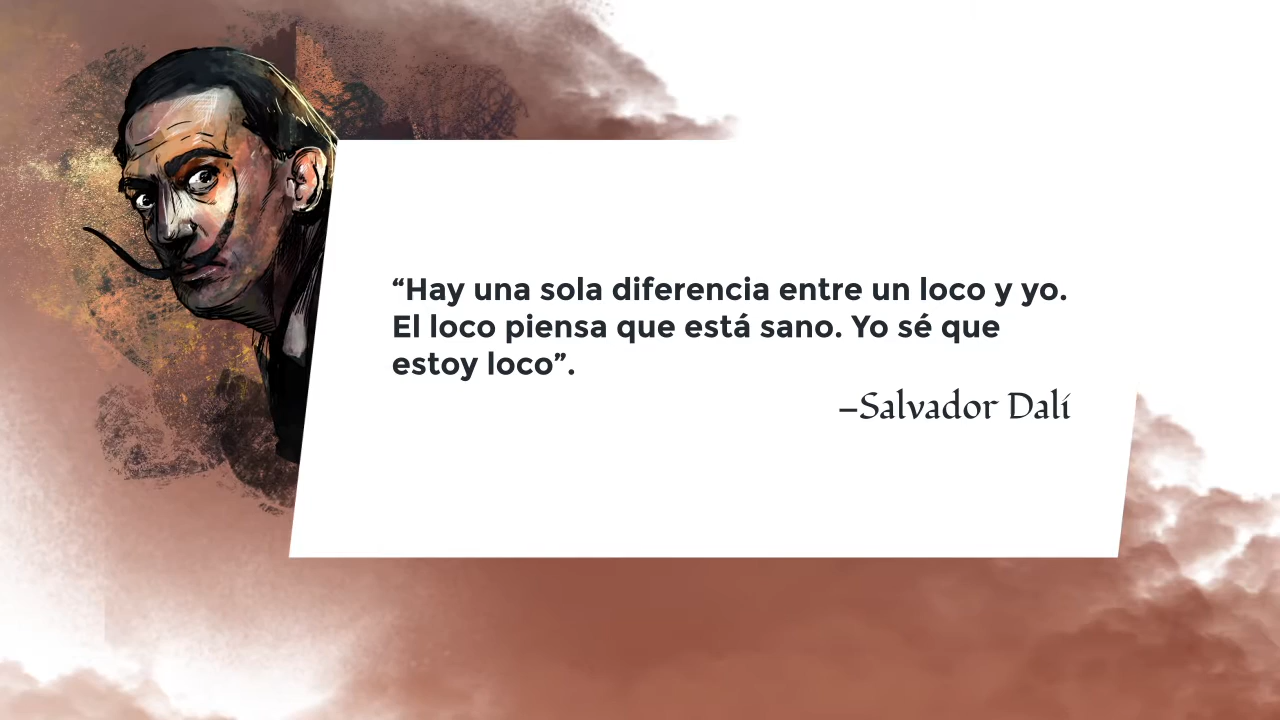 “Hay una sola diferencia entre un loco y yo.
El loco piensa que está sano. Yo sé que
estoy loco”.
–Salvador Dalí